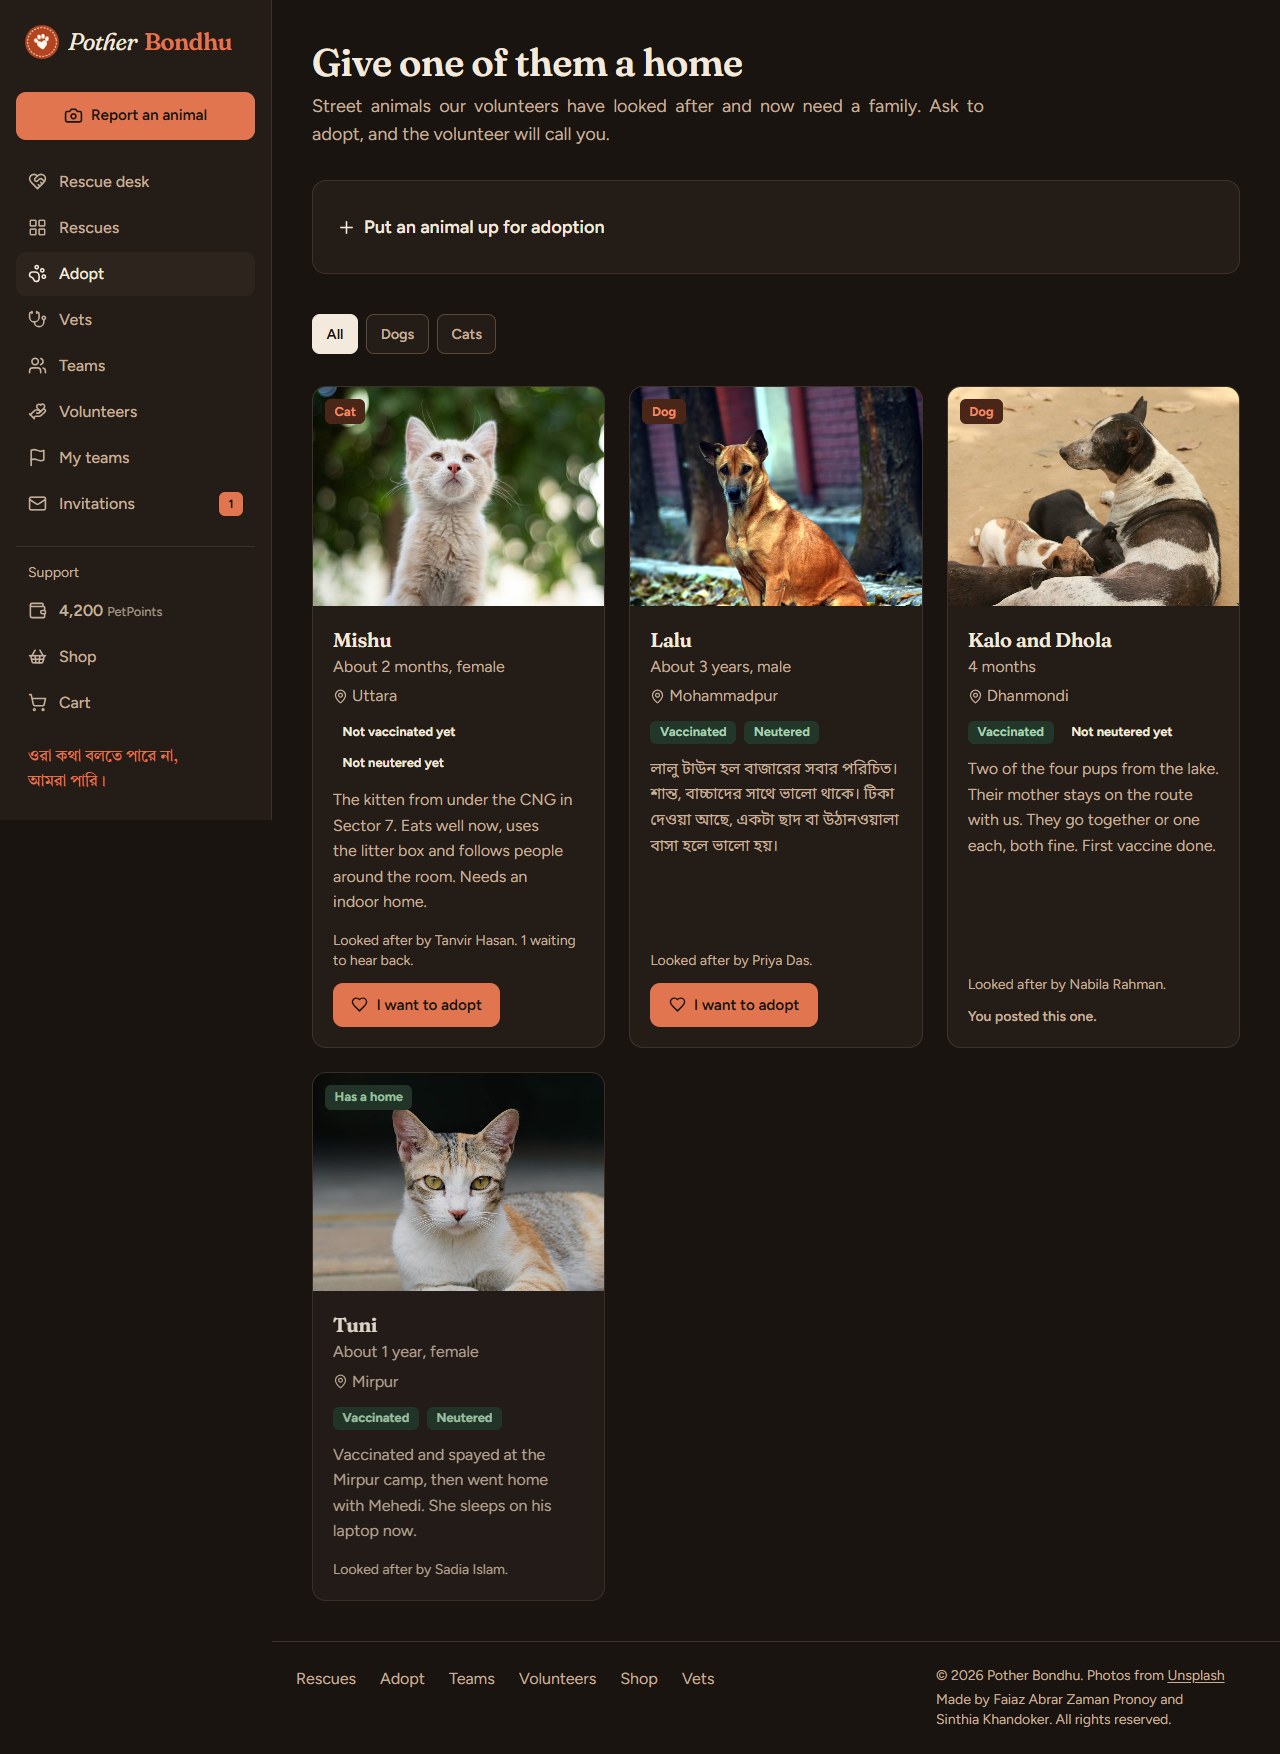 Pother Bondhu
Report an animal
Rescue desk
Rescues
Adopt
Vets
Teams
Volunteers
My teams
Invitations 1
Support
4,200 PetPoints
Shop
Cart
ওরা কথা বলতে পারে না,
আমরা পারি।
Give one of them a home
Street animals our volunteers have looked after and now need a family. Ask to
adopt, and the volunteer will call you.
Put an animal up for adoption
All Dogs Cats
Cat
Mishu
About 2 months, female
Uttara
Not vaccinated yet
Not neutered yet
The kitten from under the CNG in
Sector 7. Eats well now, uses
the litter box and follows people
around the room. Needs an
indoor home.
Looked after by Tanvir Hasan. 1 waiting
to hear back.
I want to adopt
Dog
Lalu
About 3 years, male
Mohammadpur
Vaccinated Neutered
লালু টাউন হল বাজারের সবার পরিচিত।
শান্ত, বাচ্চাদের সাথে ভালো থাকে। টিকা
দেওয়া আছে, একটা ছাদ বা উঠানওয়ালা
বাসা হলে ভালো হয়।
Looked after by Priya Das.
I want to adopt
Dog
Kalo and Dhola
4 months
Dhanmondi
Vaccinated Not neutered yet
Two of the four pups from the lake.
Their mother stays on the route
with us. They go together or one
each, both fine. First vaccine done.
Looked after by Nabila Rahman.
You posted this one.
Has a home
Tuni
About 1 year, female
Mirpur
Vaccinated Neutered
Vaccinated and spayed at the
Mirpur camp, then went home
with Mehedi. She sleeps on his
laptop now.
Looked after by Sadia Islam.
Rescues Adopt Teams Volunteers Shop Vets
© 2026 Pother Bondhu. Photos from Unsplash
Made by Faiaz Abrar Zaman Pronoy and
Sinthia Khandoker. All rights reserved.